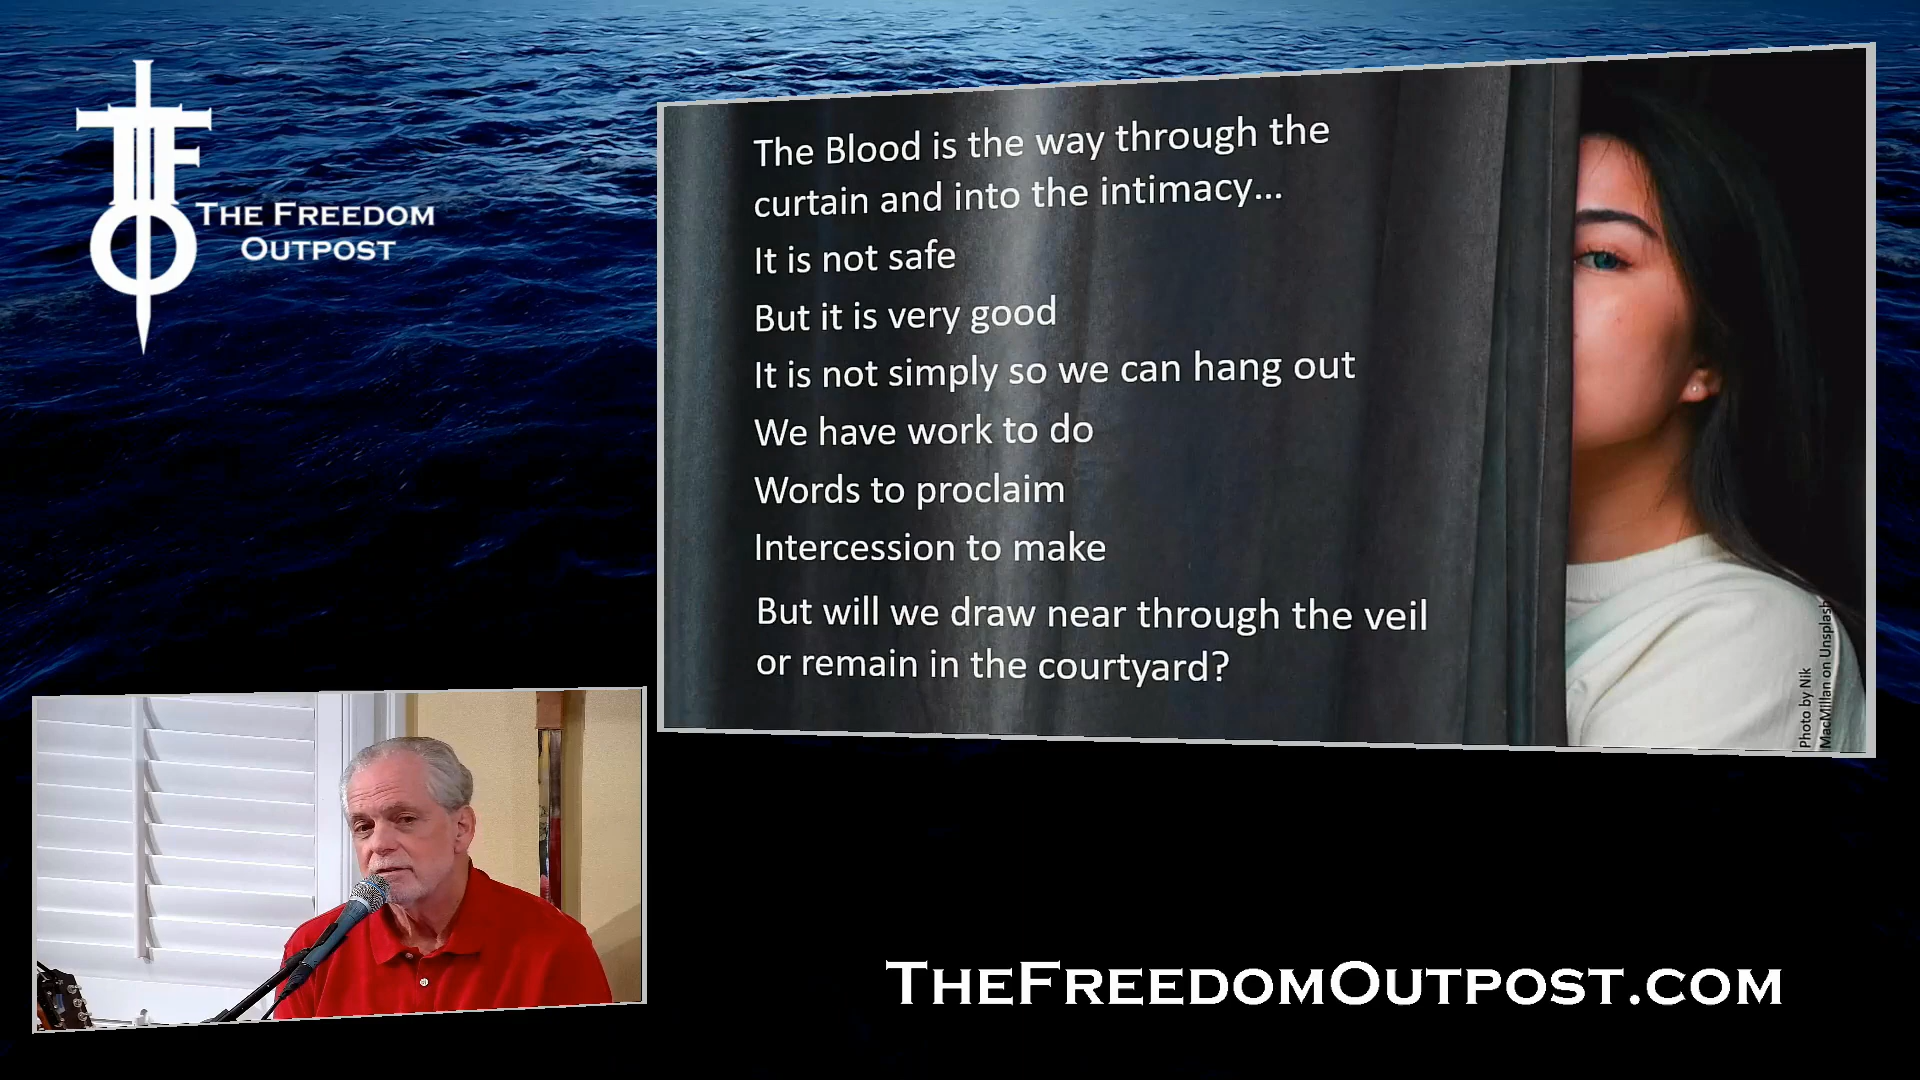 THE FREEDOM
OUTPOST
The Blood is the way through the
curtain and into the intimacy...
It is not safe
But it is very good
It is not simply so we can hang out
We have work to do
Words to proclaim
Intercession to make
But will we draw near through the veil
or remain in the courtyard?
Photo by Nik
MacMillan on Unsplash
THEFREEDOMOUTPOST.COM